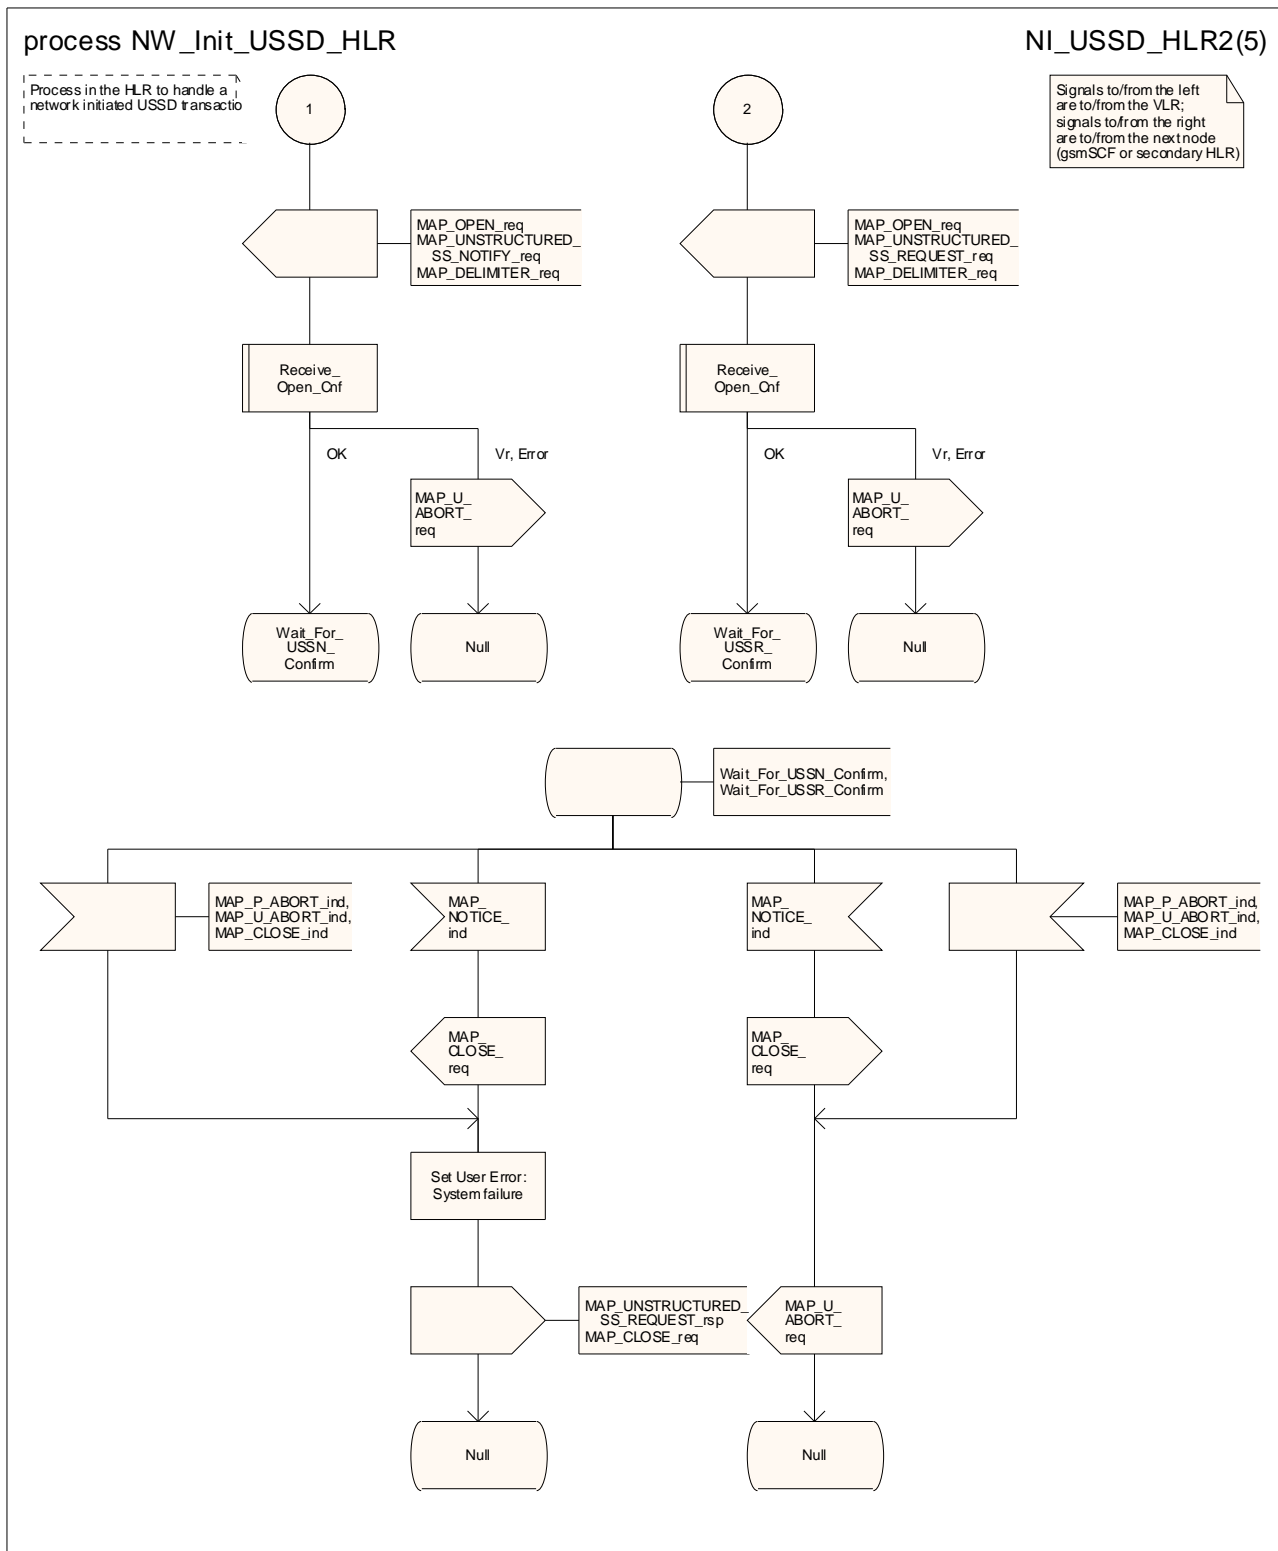 process NW_Init_USSD_HLR
NI_USSD_HLR2(5)
Process in the HLR to handle a
network initiated USSD transactio
Signals to/from the left
are to/from the VLR;
signals to/from the right
are to/from the next node
(gsmSCF or secondary HLR)
1
2
MAP_OPEN_req
MAP_UNSTRUCTURED_
SS_NOTIFY_req
MAP_DELIMITER_req
MAP_OPEN_req
MAP_UNSTRUCTURED_
SS_REQUEST_req
MAP_DELIMITER_req
Receive_
Open_Cnf
Receive_
Open_Cnf
OK
Vr, Error
OK
Vr, Error
MAP_U_
ABORT_
req
MAP_U_
ABORT_
req
Wait_For_
USSN_
Confirm
Null
Wait_For_
USSR_
Confirm
Null
Wait_For_USSN_Confirm,
Wait_For_USSR_Confirm
MAP_P_ABORT_ind,
MAP_U_ABORT_ind,
MAP_CLOSE_ind
MAP_
NOTICE_
ind
MAP_
NOTICE_
ind
MAP_P_ABORT_ind,
MAP_U_ABORT_ind,
MAP_CLOSE_ind
MAP_
CLOSE_
req
MAP_
CLOSE_
req
Set User Error:
System failure
MAP_UNSTRUCTURED_
SS_REQUEST_rsp
MAP_CLOSE_req
MAP_U_
ABORT_
req
Null
Null